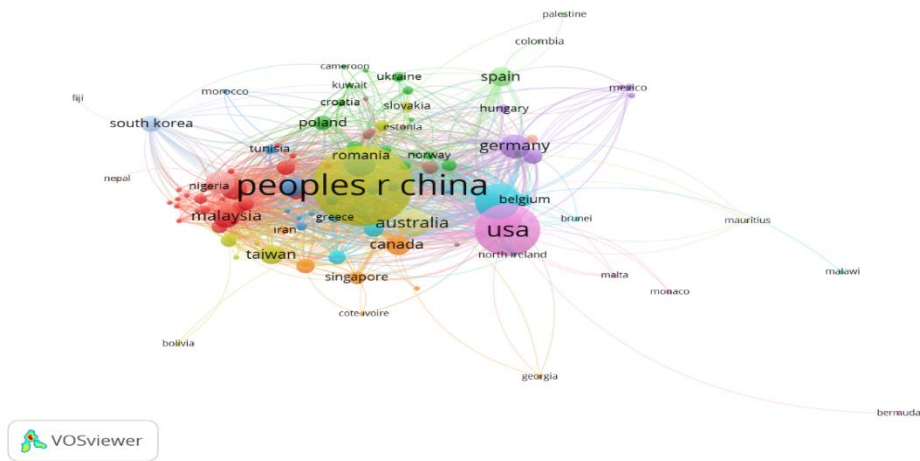 palestine
colombia
cameroon
ukraine
spain
kuwait
mexico
fiji
morocco
croatia
slovakia
hungary
south korea
poland
estonia
tunisia
romania
norway
germany
nepal
nigeria
peoples r china
belgium
malaysia
greece
australia
brunei
mauritius
iran
usa
taiwan
canada
north ireland
singapore
malta
malawi
monaco
cote ivoire
bolivia
georgia
bermuda
VOSviewer